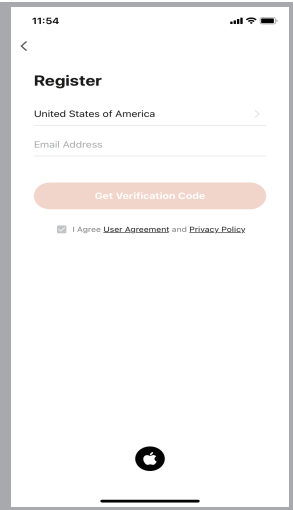 11:54
Register
United States of America
Email Address
Get Verification Code
I Agree User Agreement and Privacy Policy